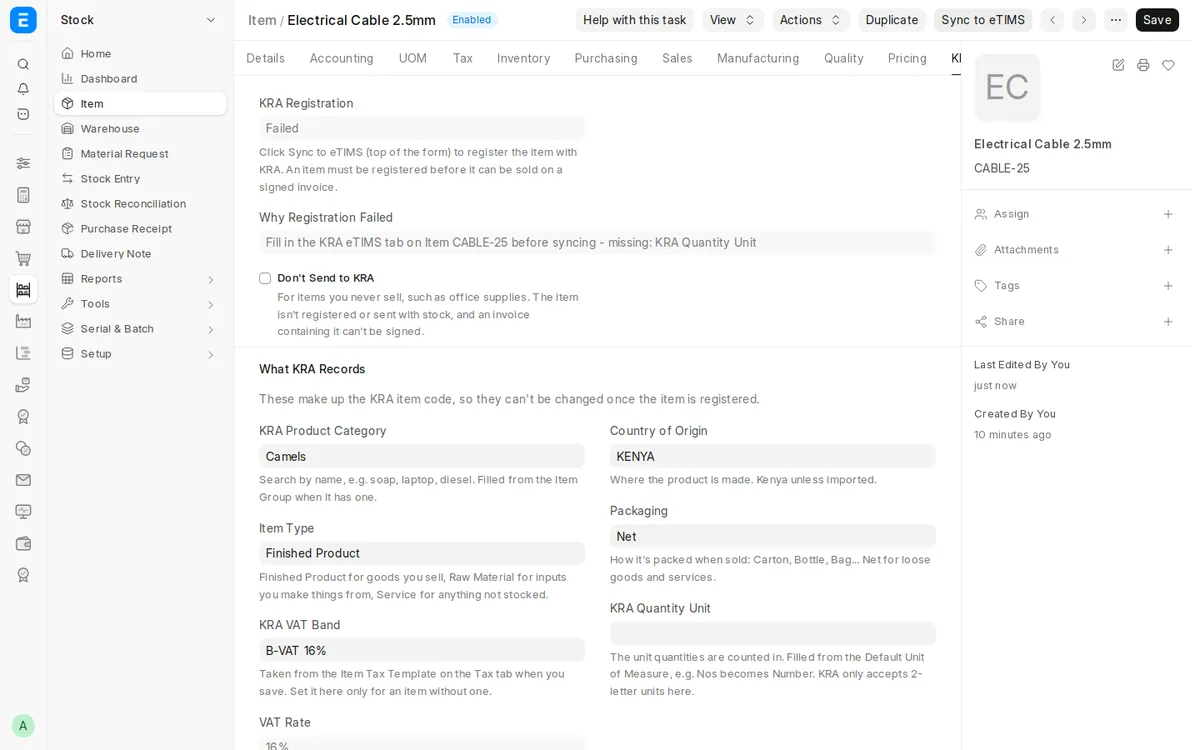 Stock
Home
Dashboard
Item
Warehouse
Material Request
Stock Entry
Stock Reconciliation
Purchase Receipt
Delivery Note
Reports
Tools
Serial & Batch
Setup
A
Item / Electrical Cable 2.5mm Enabled
Help with this task View Actions Duplicate Sync to eTIMS ... Save
Details Accounting UOM Tax Inventory Purchasing Sales Manufacturing Quality Pricing
KRA Registration
Failed
Click Sync to eTIMS (top of the form) to register the item with
KRA. An item must be registered before it can be sold on a
signed invoice.
Why Registration Failed
Fill in the KRA eTIMS tab on Item CABLE-25 before syncing - missing: KRA Quantity Unit
Don't Send to KRA
For items you never sell, such as office supplies. The item
isn't registered or sent with stock, and an invoice
containing it can't be signed.
What KRA Records
These make up the KRA item code, so they can't be changed once the item is registered.
KRA Product Category
Camels
Search by name, e.g. soap, laptop, diesel. Filled from the Item
Group when it has one.
Item Type
Finished Product
Finished Product for goods you sell, Raw Material for inputs
you make things from, Service for anything not stocked.
KRA VAT Band
B-VAT 16%
Taken from the Item Tax Template on the Tax tab when you
save. Set it here only for an item without one.
VAT Rate
16%
Country of Origin
KENYA
Where the product is made. Kenya unless imported.
Packaging
Net
How it's packed when sold: Carton, Bottle, Bag... Net for loose
goods and services.
KRA Quantity Unit
The unit quantities are counted in. Filled from the Default Unit
of Measure, e.g. Nos becomes Number. KRA only accepts 2-
letter units here.
EC
Electrical Cable 2.5mm
CABLE-25
Assign
Attachments
Tags
Share
Last Edited By You
just now
Created By You
10 minutes ago